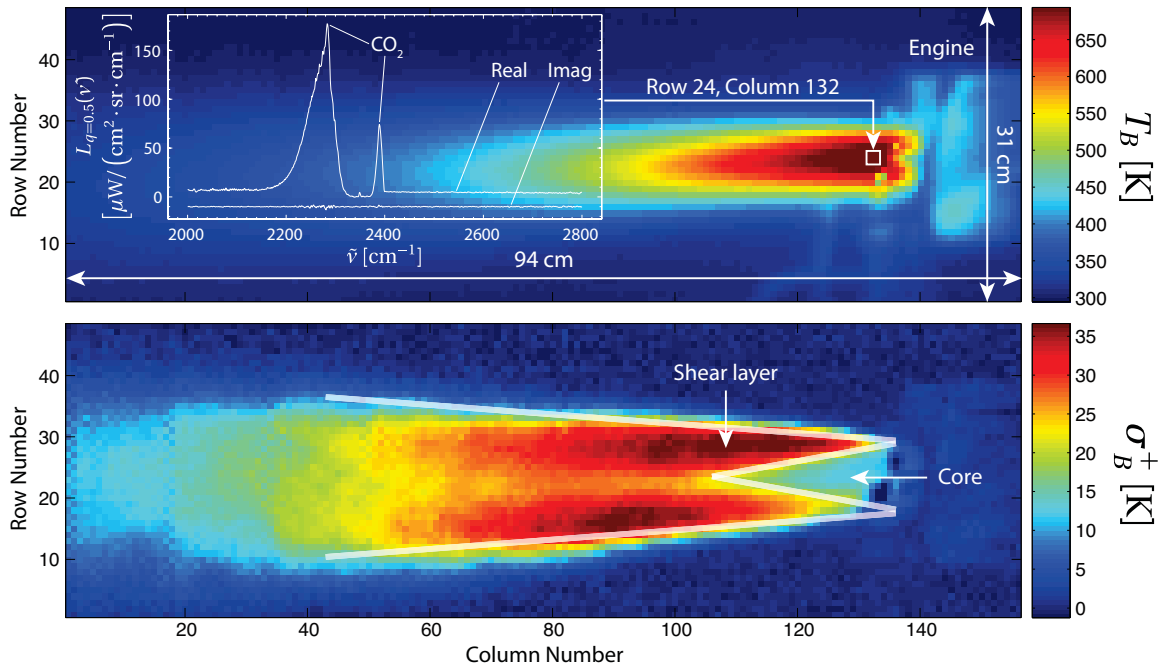 Row Number
40
30
20
10
L_{q=0.5}(ṽ)
[μW/(cm²·sr·cm⁻¹)]
150
100
50
0
CO₂
Real
Imag
2000
2200
2400
2600
2800
ṽ [cm⁻¹]
Engine
Row 24, Column 132
31 cm
94 cm
650
600
550
500
450
400
350
300
T_B [K]
Row Number
40
30
20
10
Shear layer
Core
20
40
60
80
100
120
140
Column Number
35
30
25
20
15
10
5
0
σ_B⁺ [K]